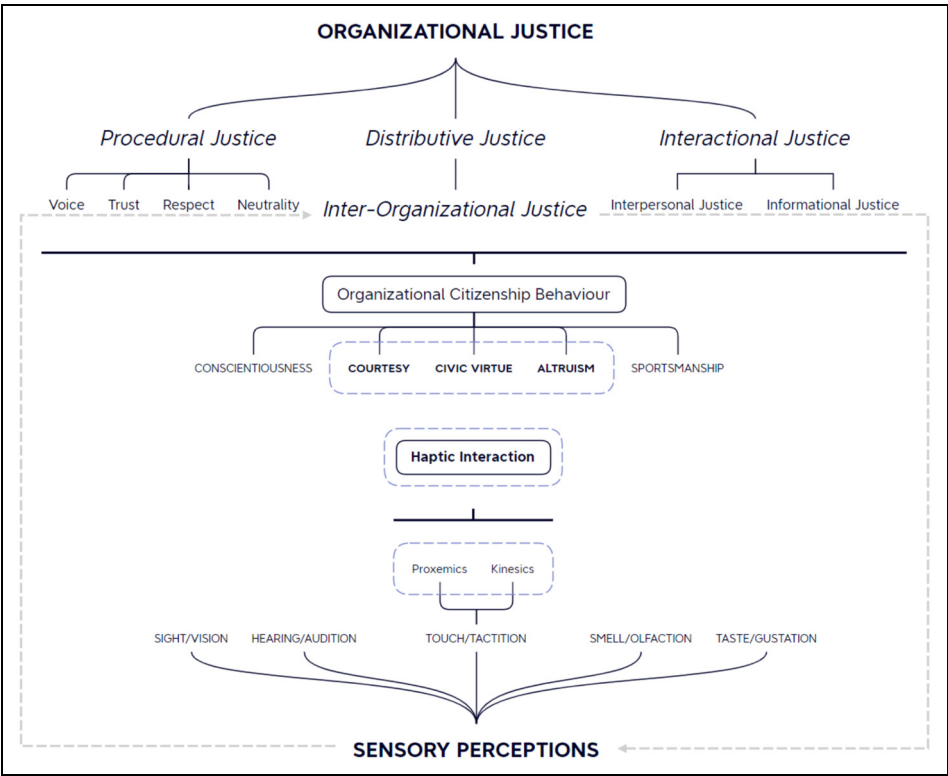 ORGANIZATIONAL JUSTICE
Procedural Justice
Distributive Justice
Interactional Justice
Voice
Trust
Respect
Neutrality
Inter-Organizational Justice
Interpersonal Justice
Informational Justice
Organizational Citizenship Behaviour
CONSCIENTIOUSNESS
COURTESY
CIVIC VIRTUE
ALTRUISM
SPORTSMANSHIP
Haptic Interaction
Proxemics
Kinesics
SIGHT/VISION
HEARING/AUDITION
TOUCH/TACTITION
SMELL/OLFACTION
TASTE/GUSTATION
SENSORY PERCEPTIONS